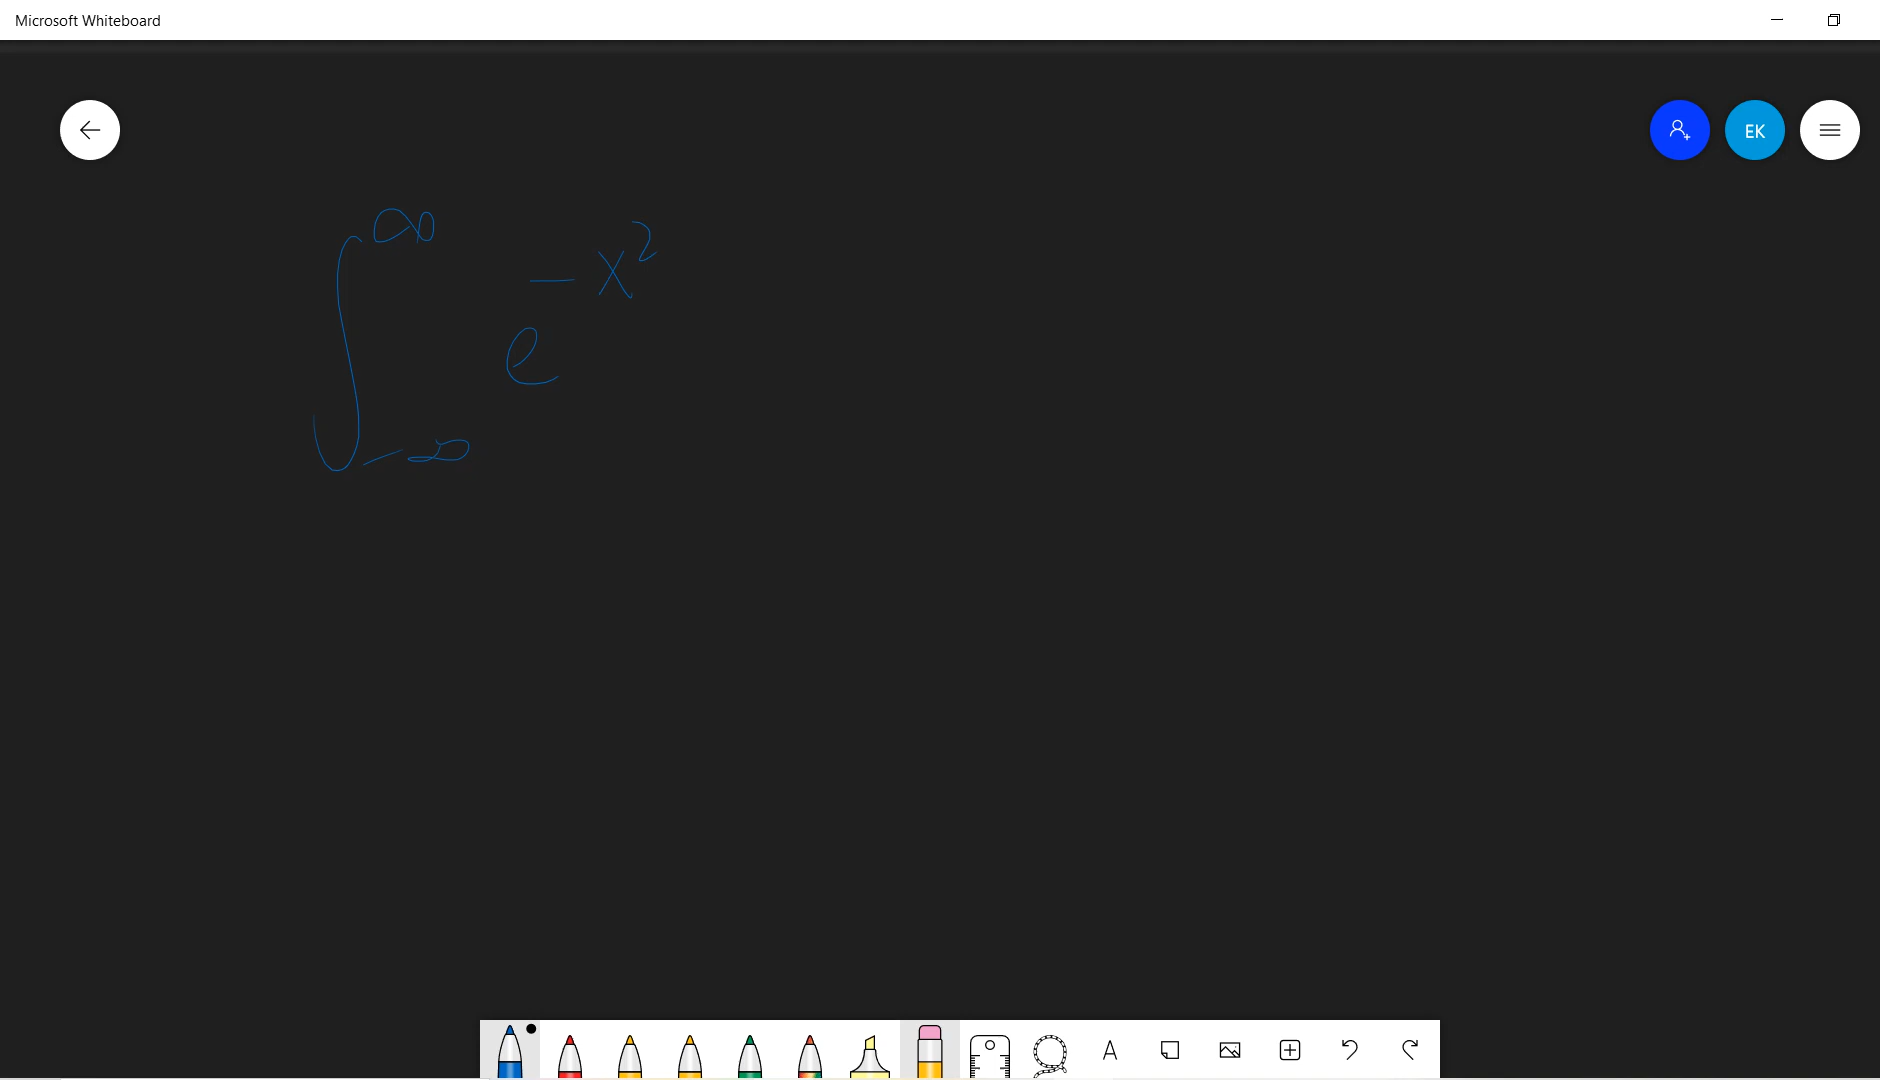 Microsoft Whiteboard
EK
∫_{-∞}^{∞} e^{-x^2}
A